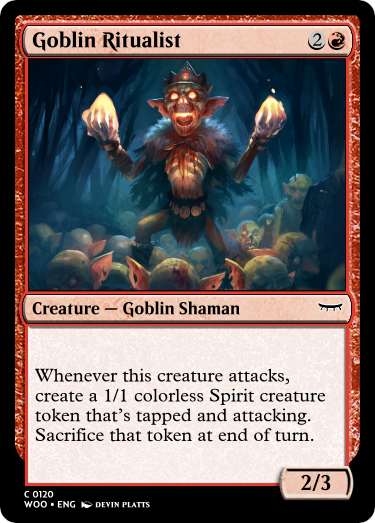 Goblin Ritualist 2
Creature — Goblin Shaman
Whenever this creature attacks,
create a 1/1 colorless Spirit creature
token that's tapped and attacking.
Sacrifice that token at end of turn.
2/3
C 0120
WOO • ENG DEVIN PLATTS